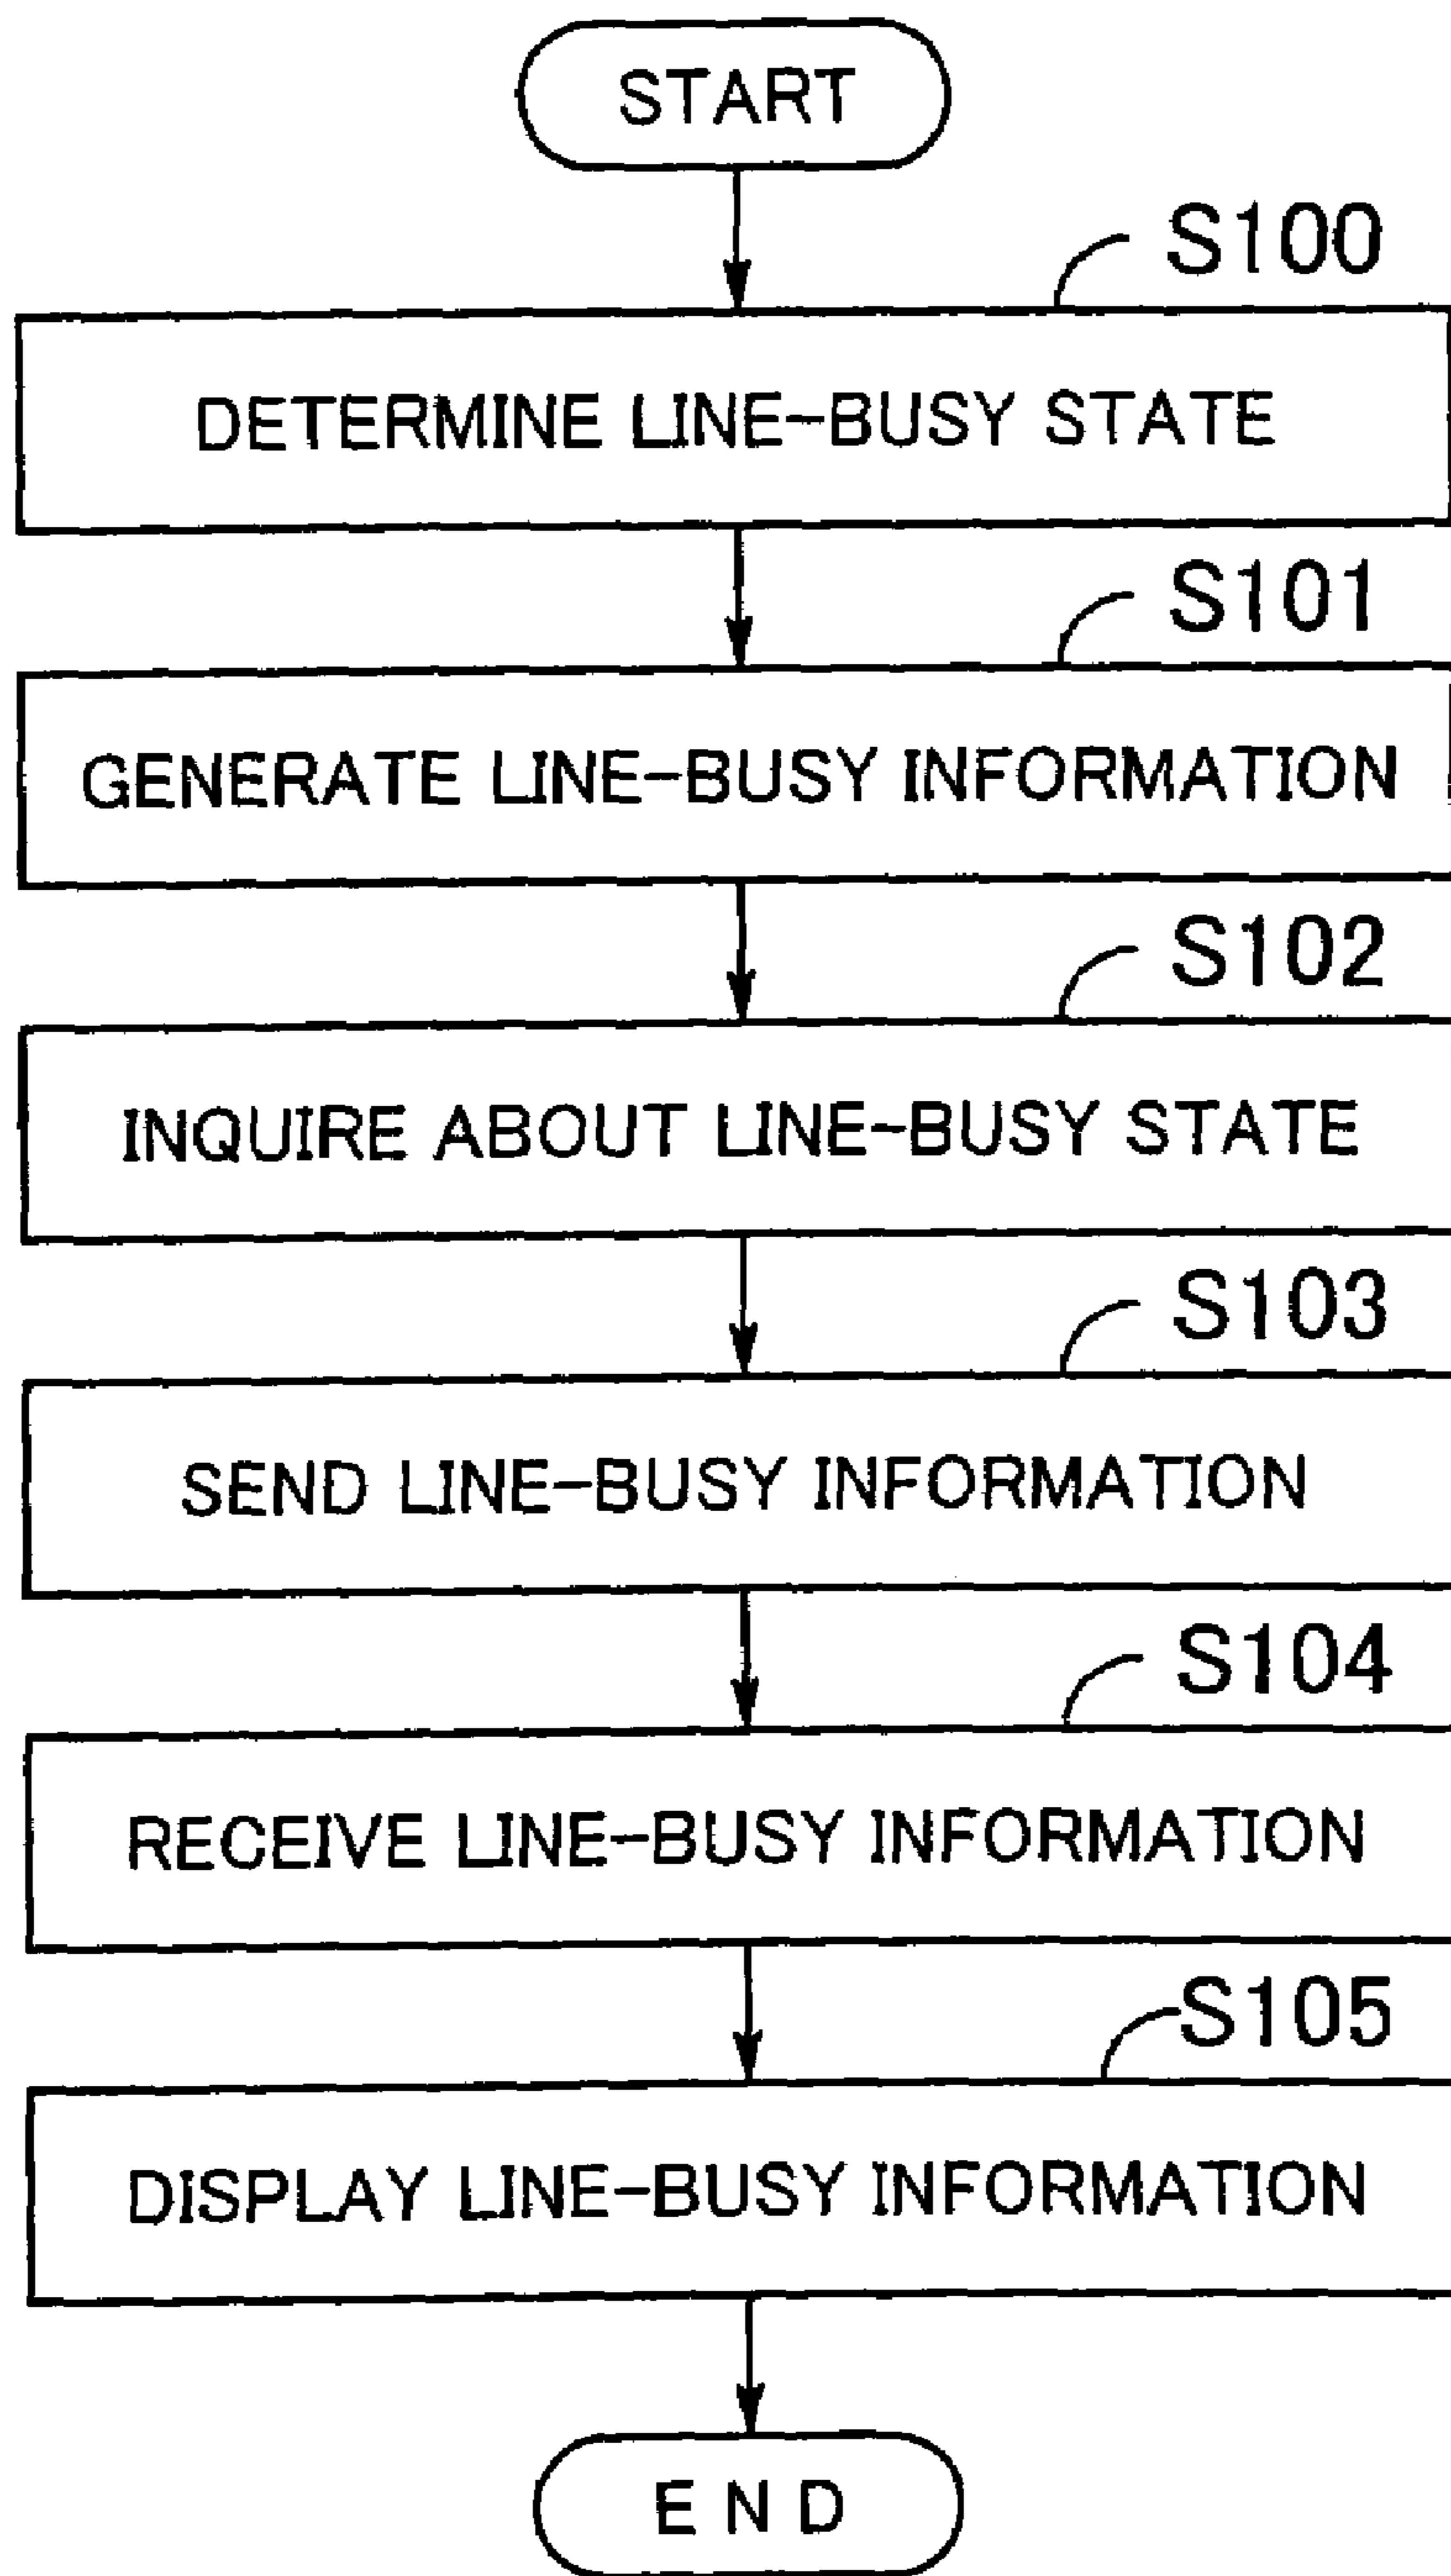 START
S100
DETERMINE LINE-BUSY STATE
S101
GENERATE LINE-BUSY INFORMATION
S102
INQUIRE ABOUT LINE-BUSY STATE
S103
SEND LINE-BUSY INFORMATION
S104
RECEIVE LINE-BUSY INFORMATION
S105
DISPLAY LINE-BUSY INFORMATION
END